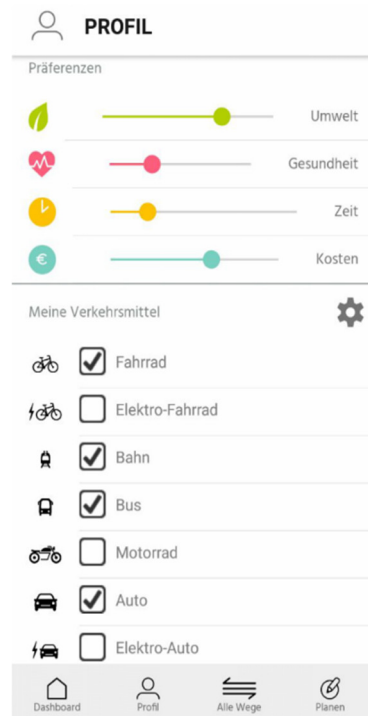 PROFIL
Präferenzen
Umwelt
Gesundheit
Zeit
€ Kosten
Meine Verkehrsmittel
Fahrrad
Elektro-Fahrrad
Bahn
Bus
Motorrad
Auto
Elektro-Auto
Dashboard Profil Alle Wege Planen